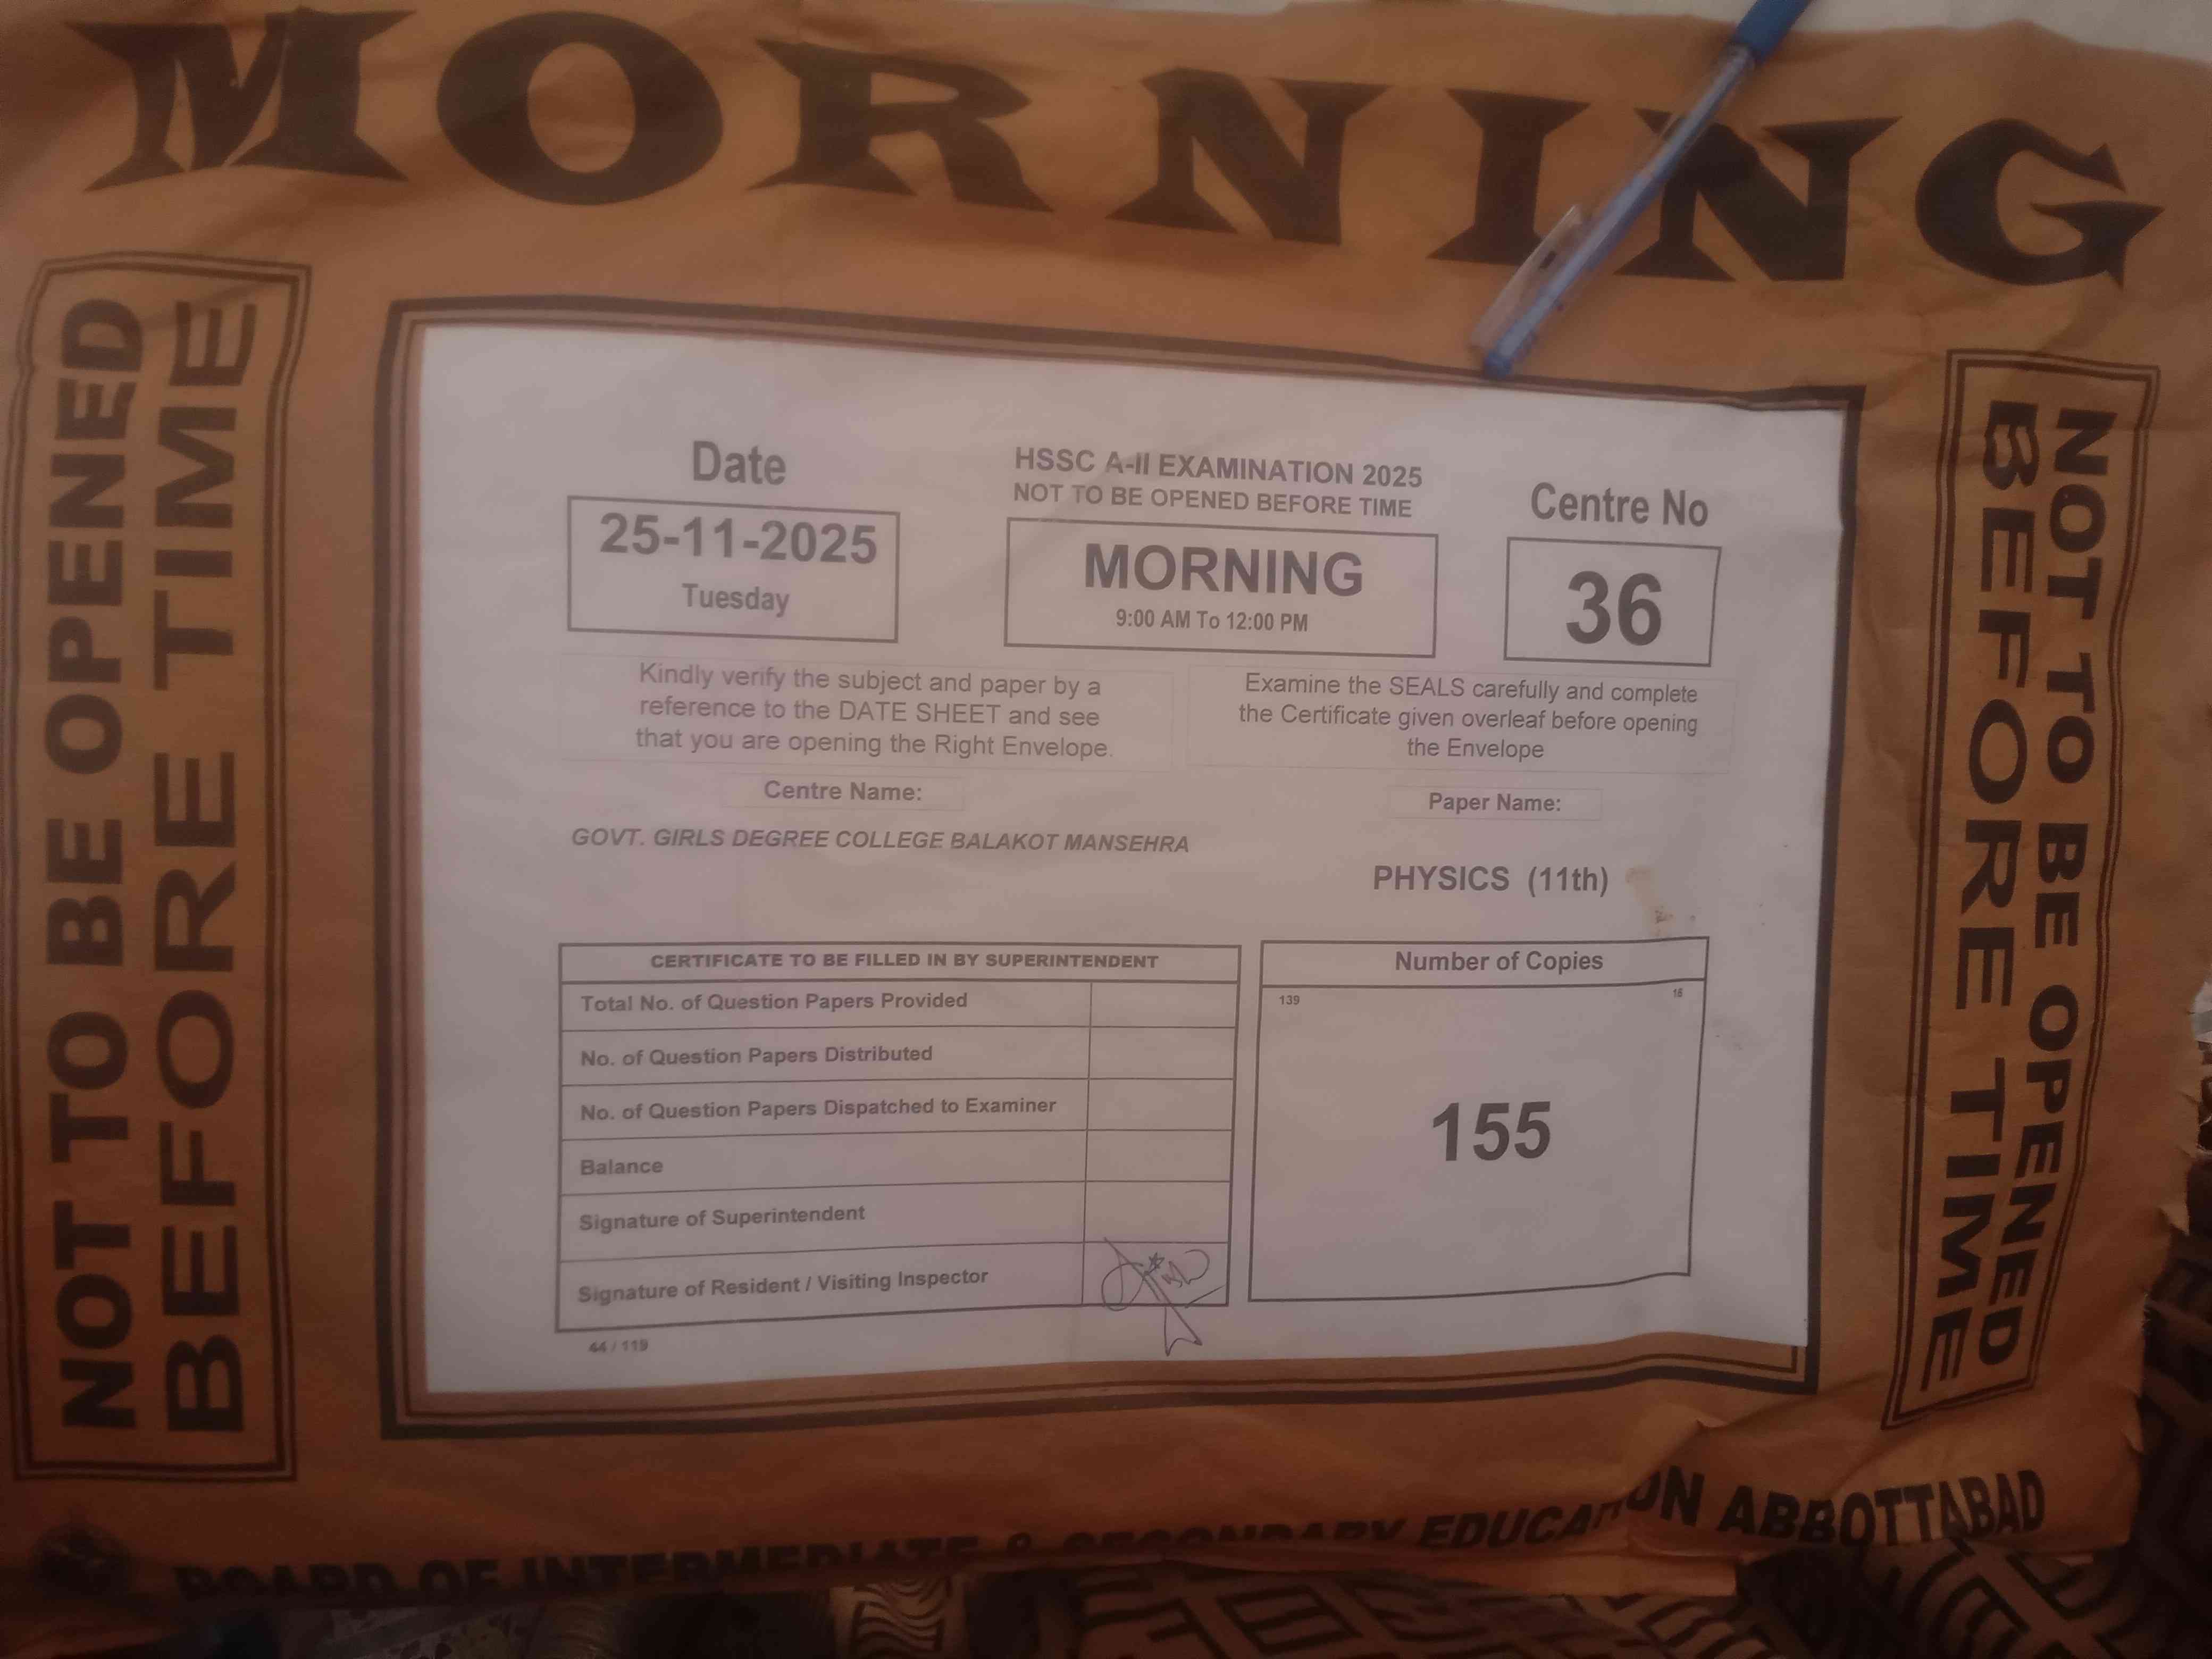 MORNING
NOT TO BE OPENED
BEFORE TIME
Date
25-11-2025
Tuesday
HSSC A-II EXAMINATION 2025
NOT TO BE OPENED BEFORE TIME
MORNING
9:00 AM To 12:00 PM
Centre No
36
Kindly verify the subject and paper by a
reference to the DATE SHEET and see
that you are opening the Right Envelope.
Examine the SEALS carefully and complete
the Certificate given overleaf before opening
the Envelope
Centre Name:
GOVT. GIRLS DEGREE COLLEGE BALAKOT MANSEHRA
Paper Name:
PHYSICS (11th)
CERTIFICATE TO BE FILLED IN BY SUPERINTENDENT
Total No. of Question Papers Provided
No. of Question Papers Distributed
No. of Question Papers Dispatched to Examiner
Balance
Signature of Superintendent
Signature of Resident / Visiting Inspector
44 / 119
Number of Copies
139
16
155
NOT TO BE OPENED
BEFORE TIME
BOARD OF INTERMEDIATE & SECONDARY EDUCATION ABBOTTABAD